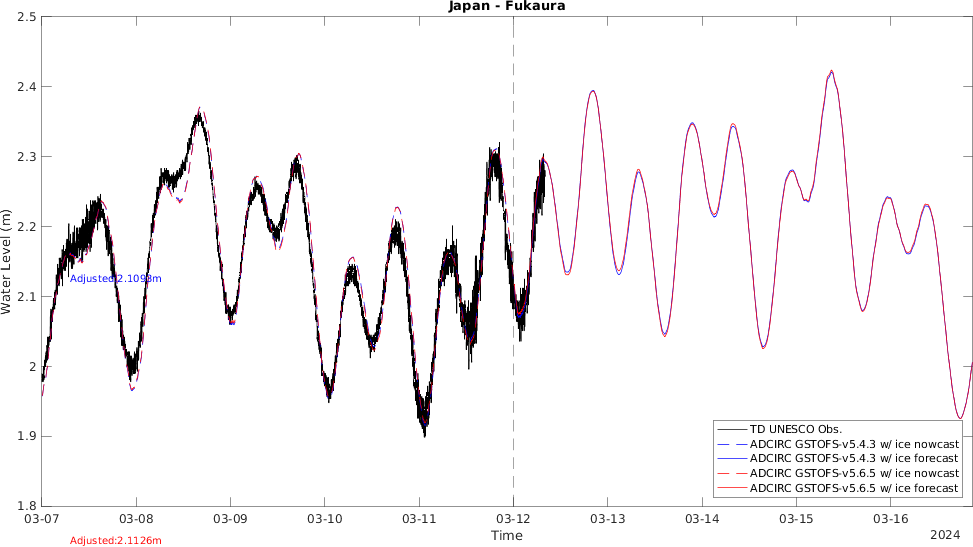 Japan - Fukaura
2.5
2.4
2.3
2.2
2.1
2
1.9
1.8
Water Level (m)
Adjusted:2.1093m
TD UNESCO Obs.
ADCIRC GSTOFS-v5.4.3 w/ ice nowcast
ADCIRC GSTOFS-v5.4.3 w/ ice forecast
ADCIRC GSTOFS-v5.6.5 w/ ice nowcast
ADCIRC GSTOFS-v5.6.5 w/ ice forecast
03-07 03-08 03-09 03-10 03-11 03-12 03-13 03-14 03-15 03-16
Time
2024
Adjusted:2.1126m